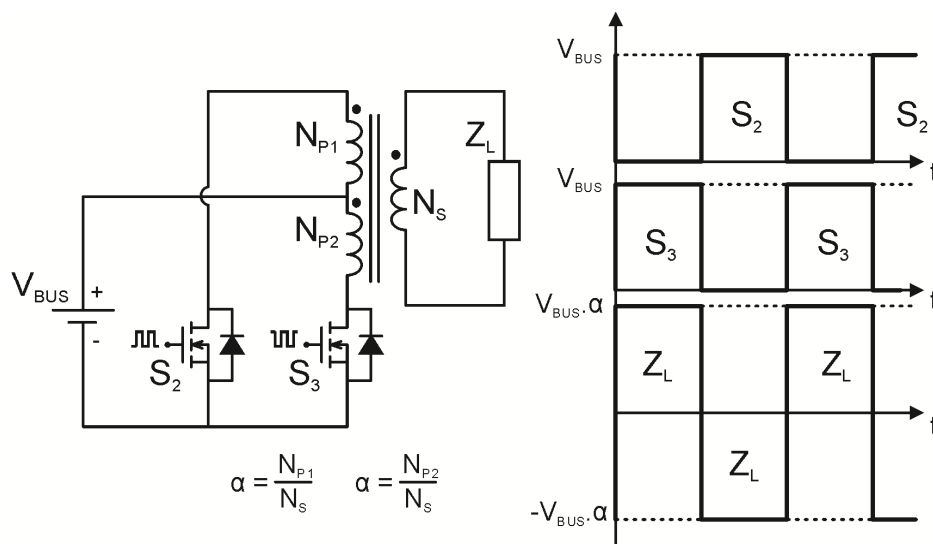 N_P1
N_P2
N_S
Z_L
V_BUS
+
-
S_2
S_3
α = N_P1 / N_S
α = N_P2 / N_S
V_BUS
S_2
S_2
t
V_BUS
S_3
S_3
t
V_BUS.α
Z_L
Z_L
t
Z_L
-V_BUS.α